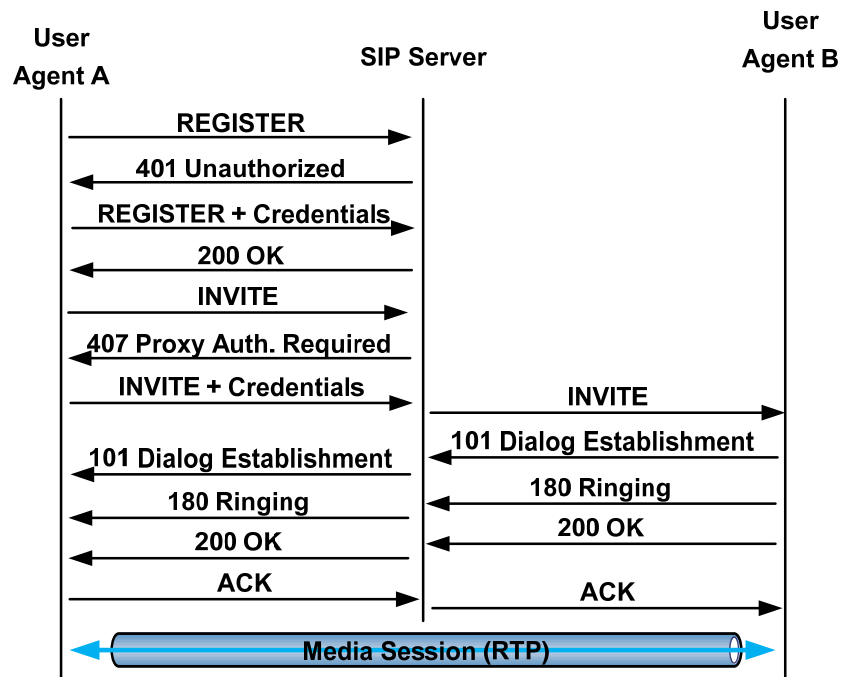 User
Agent A
SIP Server
User
Agent B
REGISTER
401 Unauthorized
REGISTER + Credentials
200 OK
INVITE
407 Proxy Auth. Required
INVITE + Credentials
INVITE
101 Dialog Establishment
101 Dialog Establishment
180 Ringing
180 Ringing
200 OK
200 OK
ACK
ACK
Media Session (RTP)